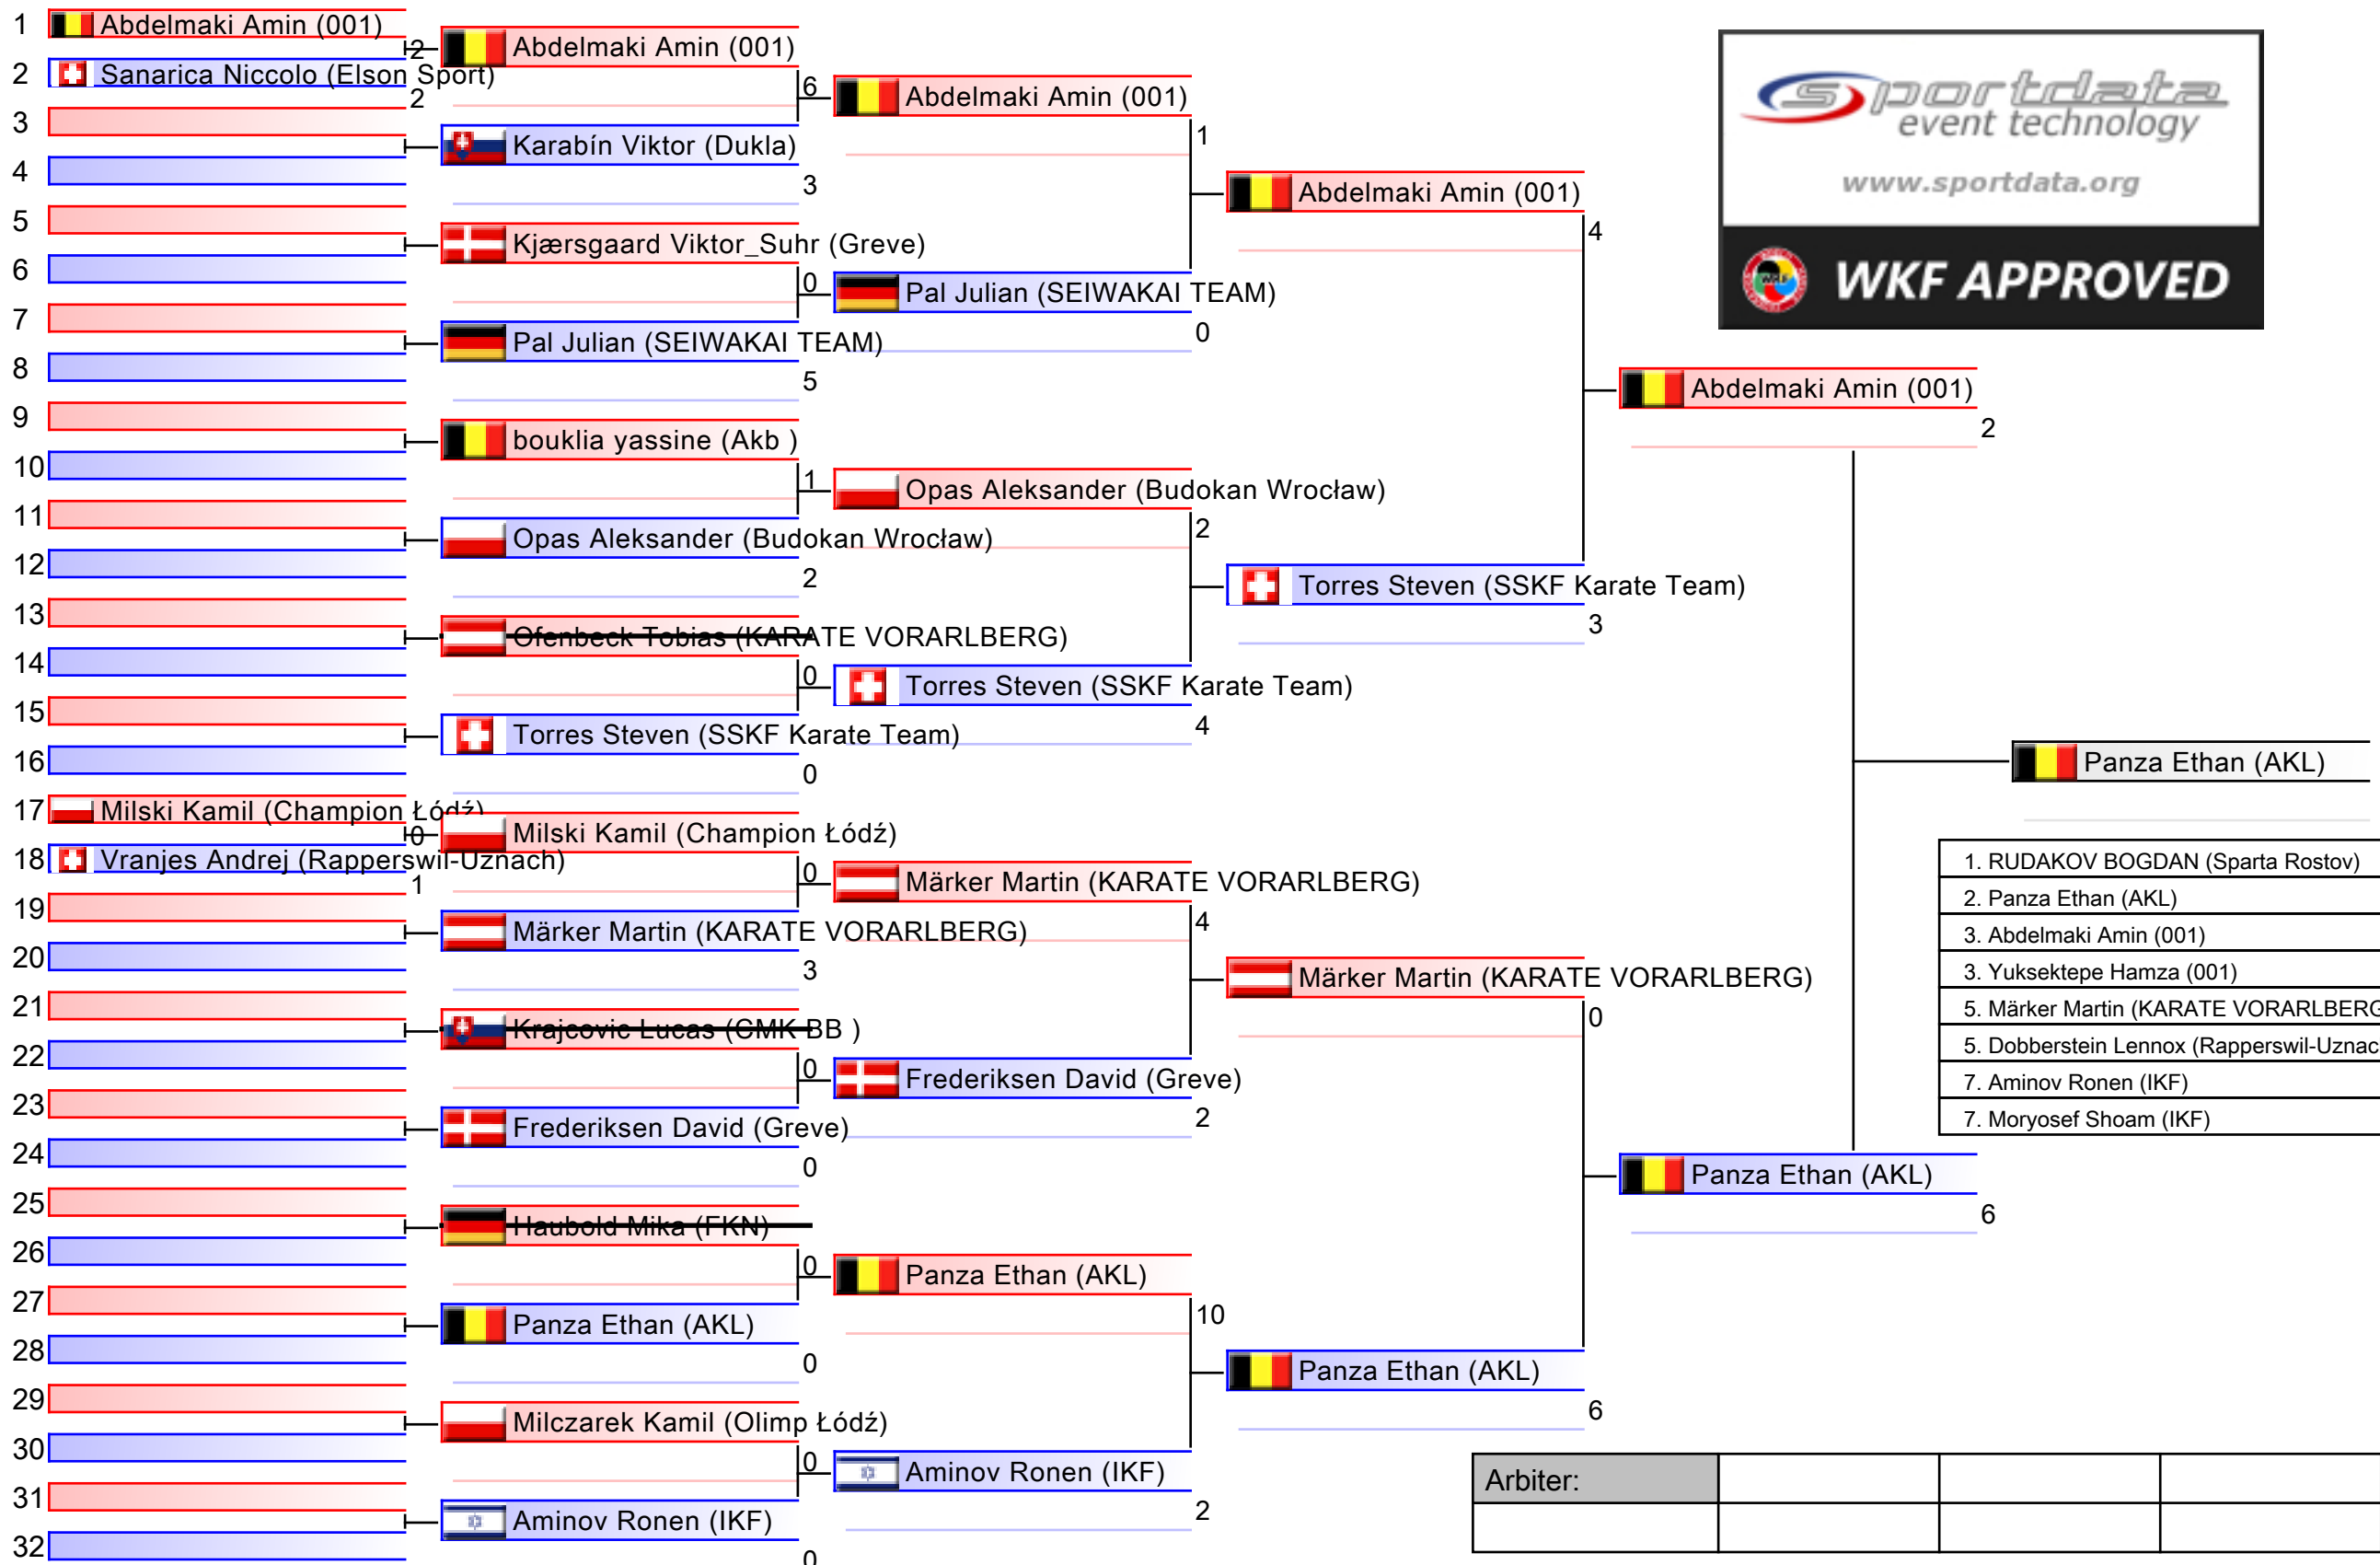 1 Abdelmaki Amin (001)
2
2 Sanarica Niccolo (Elson Sport)
2
3
4
5
6
7
8
9
10
11
12
13
14
15
16
17 Milski Kamil (Champion Łódź)
0
18 Vranjes Andrej (Rapperswil-Uznach)
1
19
20
21
22
23
24
25
26
27
28
29
30
31
32
Abdelmaki Amin (001)
6
Karabín Viktor (Dukla)
3
Kjærsgaard Viktor_Suhr (Greve)
0
Pal Julian (SEIWAKAI TEAM)
5
bouklia yassine (Akb )
1
Opas Aleksander (Budokan Wrocław)
2
Ofenbeck Tobias (KARATE VORARLBERG)
0
Torres Steven (SSKF Karate Team)
0
Milski Kamil (Champion Łódź)
0
Märker Martin (KARATE VORARLBERG)
3
Krajcovic Lucas (CMK BB )
0
Frederiksen David (Greve)
0
Haubold Mika (FKN)
0
Panza Ethan (AKL)
0
Milczarek Kamil (Olimp Łódź)
0
Aminov Ronen (IKF)
0
Abdelmaki Amin (001)
1
Pal Julian (SEIWAKAI TEAM)
0
Opas Aleksander (Budokan Wrocław)
2
Torres Steven (SSKF Karate Team)
4
Märker Martin (KARATE VORARLBERG)
4
Frederiksen David (Greve)
2
Panza Ethan (AKL)
10
Aminov Ronen (IKF)
2
Abdelmaki Amin (001)
4
Torres Steven (SSKF Karate Team)
3
Märker Martin (KARATE VORARLBERG)
0
Panza Ethan (AKL)
6
Abdelmaki Amin (001)
2
Panza Ethan (AKL)
6
Panza Ethan (AKL)
sportdata
event technology
www.sportdata.org
WKF APPROVED
1. RUDAKOV BOGDAN (Sparta Rostov)
2. Panza Ethan (AKL)
3. Abdelmaki Amin (001)
3. Yuksektepe Hamza (001)
5. Märker Martin (KARATE VORARLBERG
5. Dobberstein Lennox (Rapperswil-Uznac
7. Aminov Ronen (IKF)
7. Moryosef Shoam (IKF)
Arbiter: